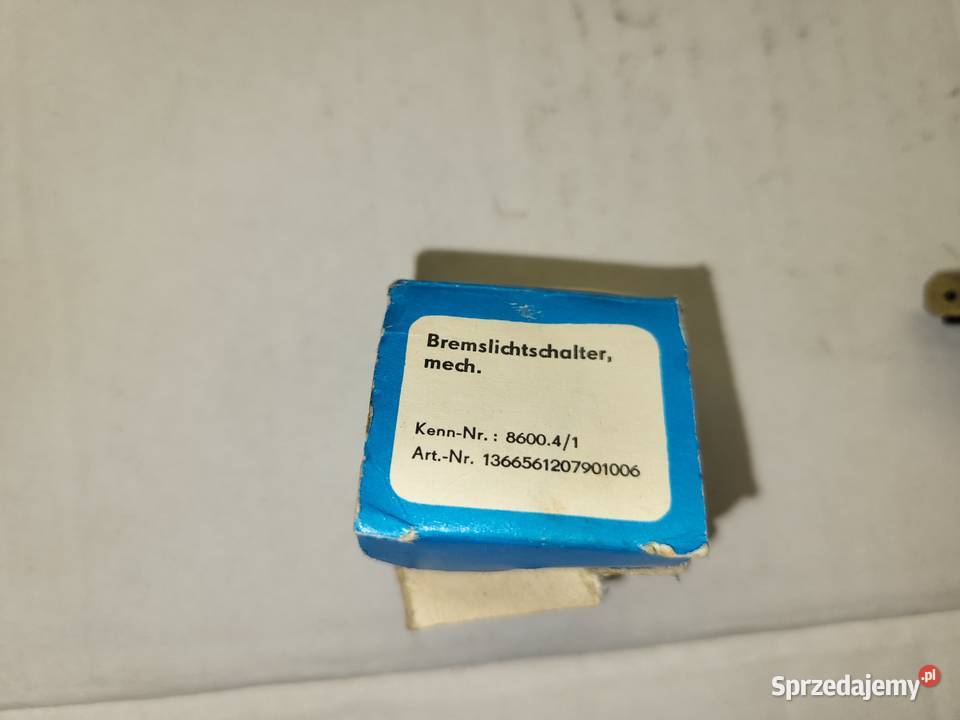 Bremslichtschalter,
mech.
Kenn-Nr.: 8600.4/1
Art.-Nr. 1366561207901006
Sprzedajemy.pl